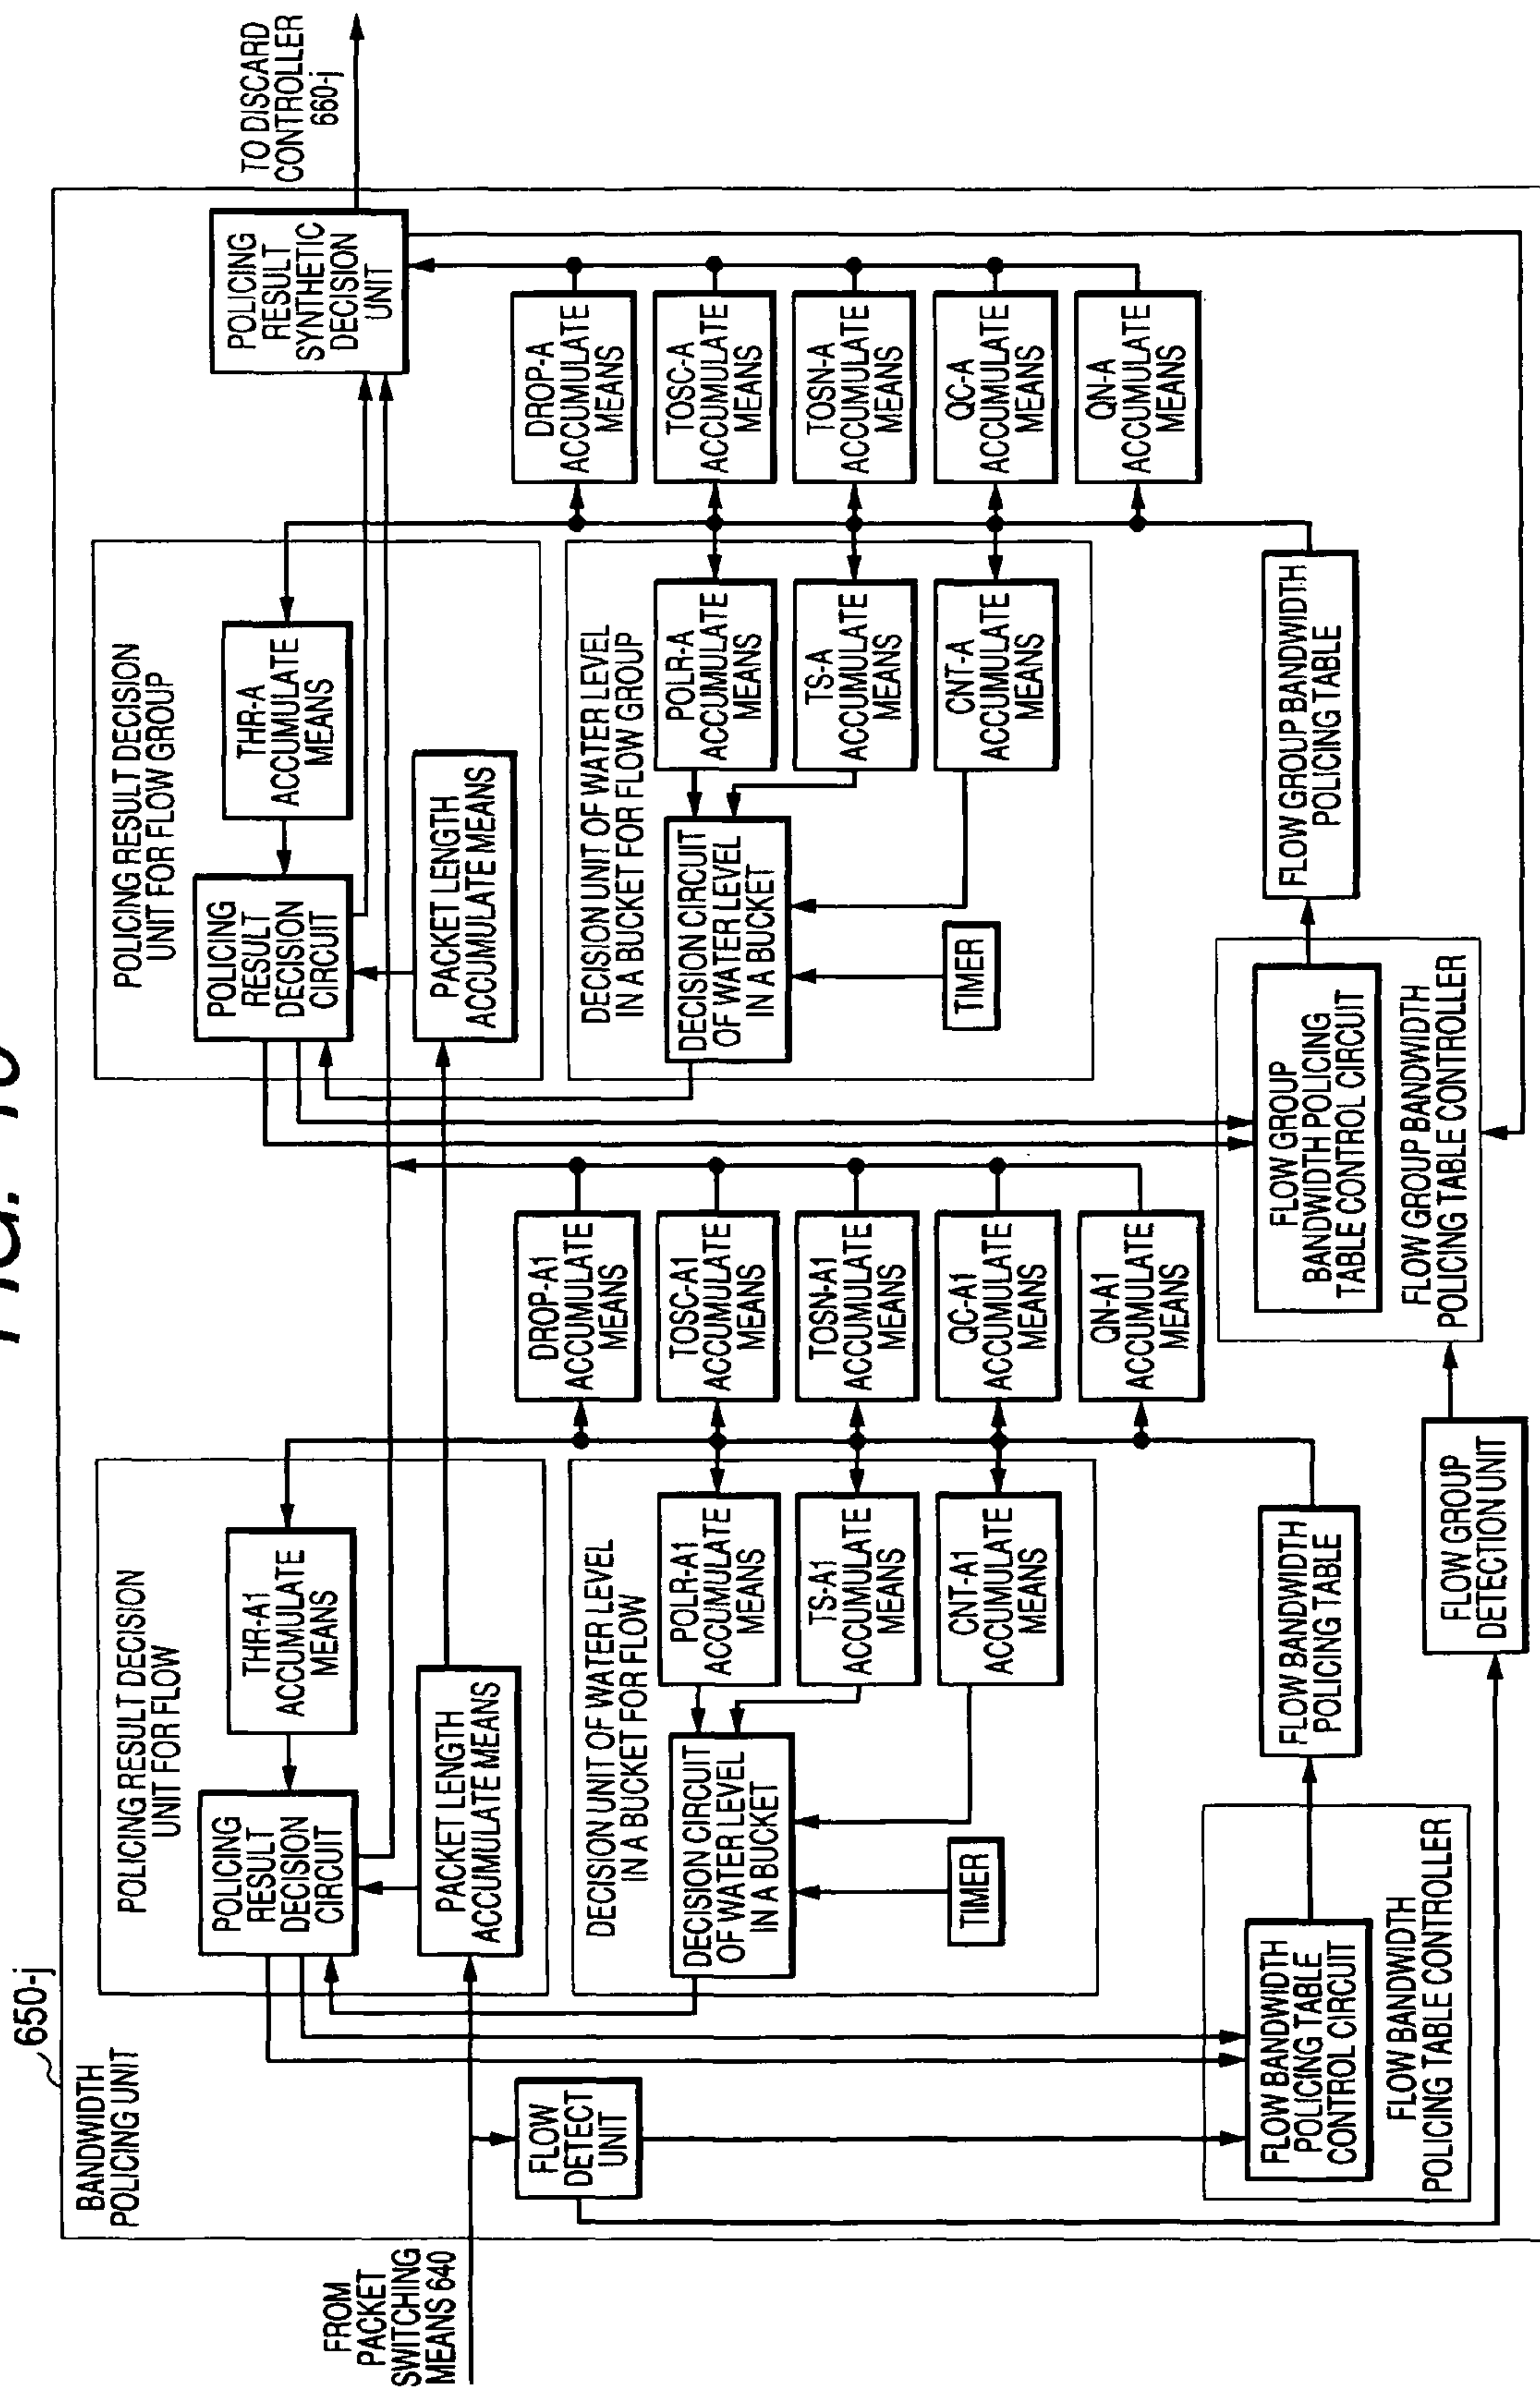 650-j
BANDWIDTH
POLICING UNIT
FROM
PACKET
SWITCHING
MEANS 640
FLOW
DETECT
UNIT
POLICING RESULT DECISION
UNIT FOR FLOW
POLICING
RESULT
DECISION
CIRCUIT
THR-A1
ACCUMULATE
MEANS
PACKET LENGTH
ACCUMULATE MEANS
DECISION UNIT OF WATER LEVEL
IN A BUCKET FOR FLOW
DECISION CIRCUIT
OF WATER LEVEL
IN A BUCKET
TIMER
POLR-A1
ACCUMULATE
MEANS
TS-A1
ACCUMULATE
MEANS
CNT-A1
ACCUMULATE
MEANS
FLOW BANDWIDTH
POLICING TABLE
CONTROL CIRCUIT
FLOW BANDWIDTH
POLICING TABLE CONTROLLER
FLOW BANDWIDTH
POLICING TABLE
DROP-A1
ACCUMULATE
MEANS
TOSC-A1
ACCUMULATE
MEANS
TOSN-A1
ACCUMULATE
MEANS
QC-A1
ACCUMULATE
MEANS
QN-A1
ACCUMULATE
MEANS
FLOW GROUP
DETECTION UNIT
POLICING RESULT DECISION
UNIT FOR FLOW GROUP
POLICING
RESULT
DECISION
CIRCUIT
THR-A
ACCUMULATE
MEANS
PACKET LENGTH
ACCUMULATE MEANS
DECISION UNIT OF WATER LEVEL
IN A BUCKET FOR FLOW GROUP
DECISION CIRCUIT
OF WATER LEVEL
IN A BUCKET
TIMER
POLR-A
ACCUMULATE
MEANS
TS-A
ACCUMULATE
MEANS
CNT-A
ACCUMULATE
MEANS
FLOW GROUP
BANDWIDTH POLICING
TABLE CONTROL CIRCUIT
FLOW GROUP BANDWIDTH
POLICING TABLE CONTROLLER
FLOW GROUP BANDWIDTH
POLICING TABLE
DROP-A
ACCUMULATE
MEANS
TOSC-A
ACCUMULATE
MEANS
TOSN-A
ACCUMULATE
MEANS
QC-A
ACCUMULATE
MEANS
QN-A
ACCUMULATE
MEANS
POLICING
RESULT
SYNTHETIC
DECISION
UNIT
TO DISCARD
CONTROLLER
660-j